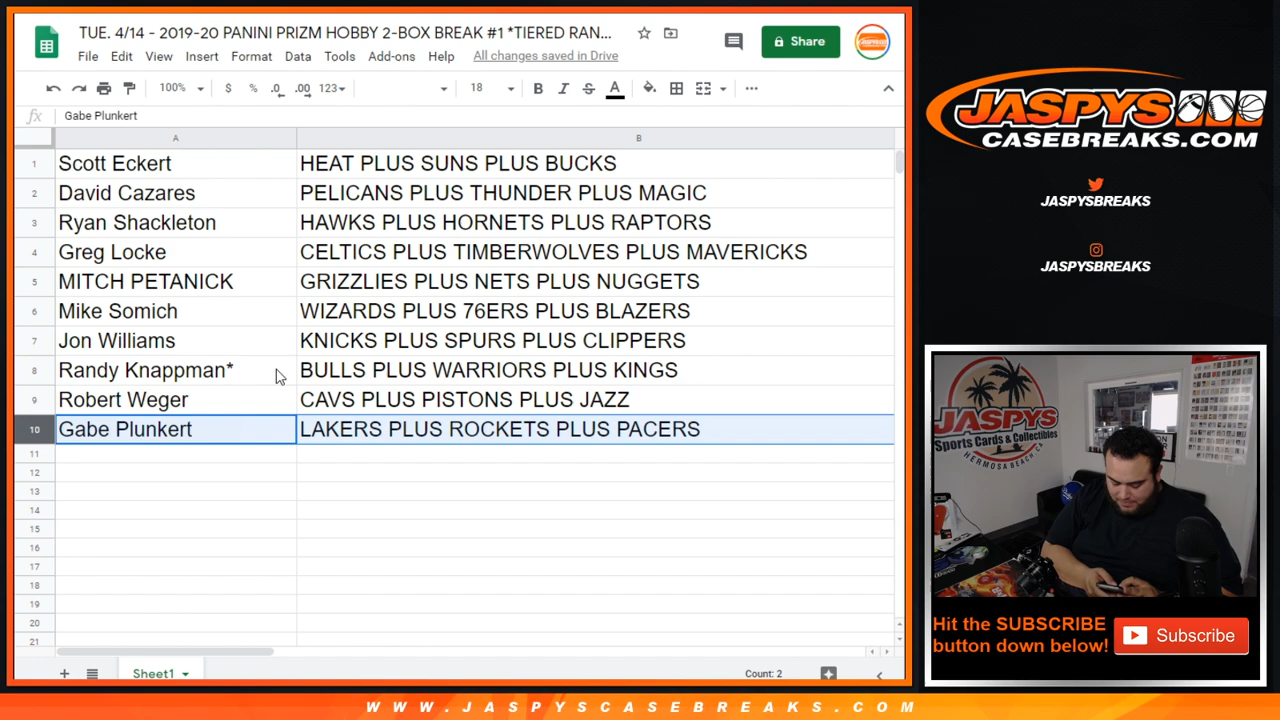 TUE. 4/14 - 2019-20 PANINI PRIZM HOBBY 2-BOX BREAK #1 *TIERED RAN...
Share
File Edit View Insert Format Data Tools Add-ons Help All changes saved in Drive
100% $ % .0 .00 123 18 B I S A
fx Gabe Plunkert
A B
1 Scott Eckert HEAT PLUS SUNS PLUS BUCKS
2 David Cazares PELICANS PLUS THUNDER PLUS MAGIC
3 Ryan Shackleton HAWKS PLUS HORNETS PLUS RAPTORS
4 Greg Locke CELTICS PLUS TIMBERWOLVES PLUS MAVERICKS
5 MITCH PETANICK GRIZZLIES PLUS NETS PLUS NUGGETS
6 Mike Somich WIZARDS PLUS 76ERS PLUS BLAZERS
7 Jon Williams KNICKS PLUS SPURS PLUS CLIPPERS
8 Randy Knappman* BULLS PLUS WARRIORS PLUS KINGS
9 Robert Weger CAVS PLUS PISTONS PLUS JAZZ
10 Gabe Plunkert LAKERS PLUS ROCKETS PLUS PACERS
11
12
13
14
15
16
17
18
19
20
21
Sheet1 Count: 2
JASPYS
CASEBREAKS.COM
JASPYSBREAKS
JASPYSBREAKS
JASPYS
Sports Cards & Collectibles
HERMOSA BEACH CA
Hit the SUBSCRIBE
button down below!
Subscribe
WWW.JASPYSCASEBREAKS.COM